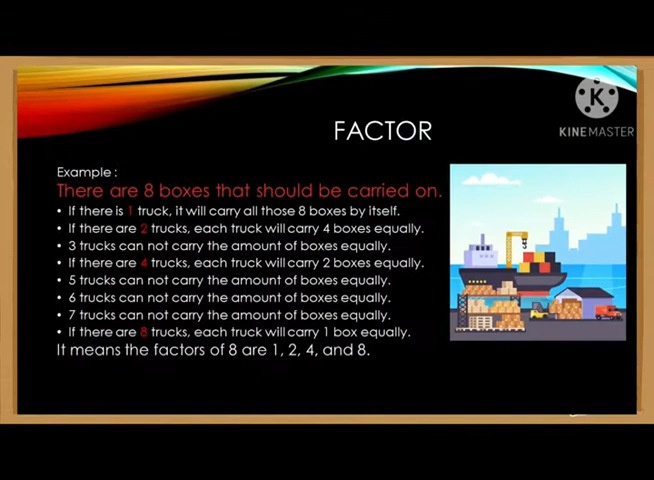 KINEMASTER
FACTOR
Example :
There are 8 boxes that should be carried on.
• If there is 1 truck, it will carry all those 8 boxes by itself.
• If there are 2 trucks, each truck will carry 4 boxes equally.
• 3 trucks can not carry the amount of boxes equally.
• If there are 4 trucks, each truck will carry 2 boxes equally.
• 5 trucks can not carry the amount of boxes equally.
• 6 trucks can not carry the amount of boxes equally.
• 7 trucks can not carry the amount of boxes equally.
• If there are 8 trucks, each truck will carry 1 box equally.
It means the factors of 8 are 1, 2, 4, and 8.